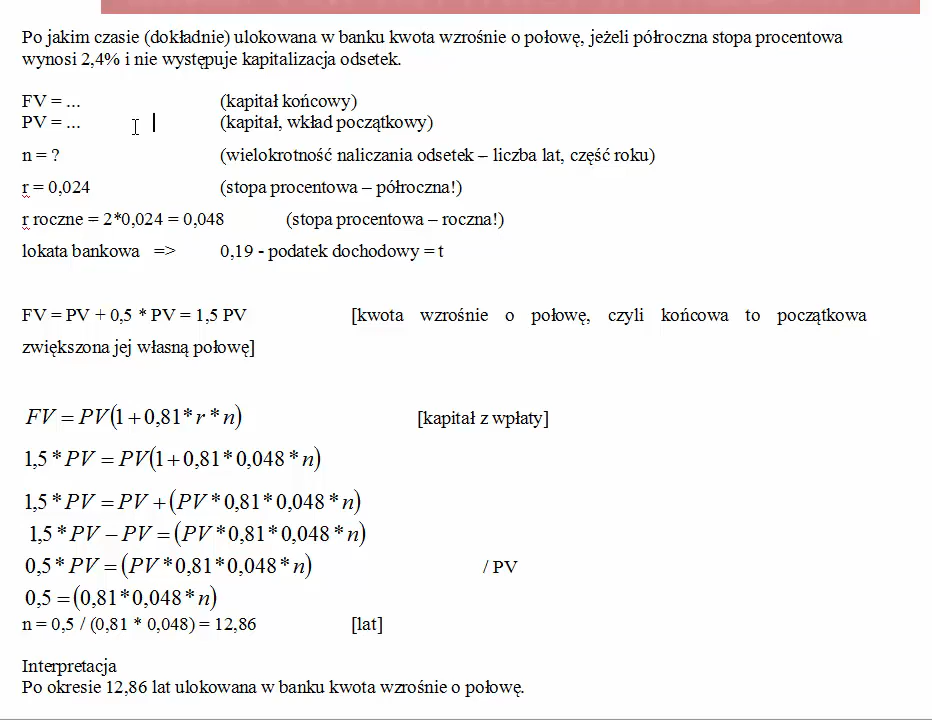 Po jakim czasie (dokładnie) ulokowana w banku kwota wzrośnie o połowę, jeżeli półroczna stopa procentowa
wynosi 2,4% i nie występuje kapitalizacja odsetek.
FV = ... (kapitał końcowy)
PV = ... (kapitał, wkład początkowy)
n = ? (wielokrotność naliczania odsetek – liczba lat, część roku)
r = 0,024 (stopa procentowa – półroczna!)
r roczne = 2*0,024 = 0,048 (stopa procentowa – roczna!)
lokata bankowa => 0,19 - podatek dochodowy = t
FV = PV + 0,5 * PV = 1,5 PV [kwota wzrośnie o połowę, czyli końcowa to początkowa
zwiększona jej własną połowę]
FV = PV(1+0,81*r*n) [kapitał z wpłaty]
1,5*PV = PV(1+0,81*0,048*n)
1,5*PV = PV+(PV*0,81*0,048*n)
1,5*PV − PV = (PV*0,81*0,048*n)
0,5*PV = (PV*0,81*0,048*n) / PV
0,5 = (0,81*0,048*n)
n = 0,5 / (0,81 * 0,048) = 12,86 [lat]
Interpretacja
Po okresie 12,86 lat ulokowana w banku kwota wzrośnie o połowę.